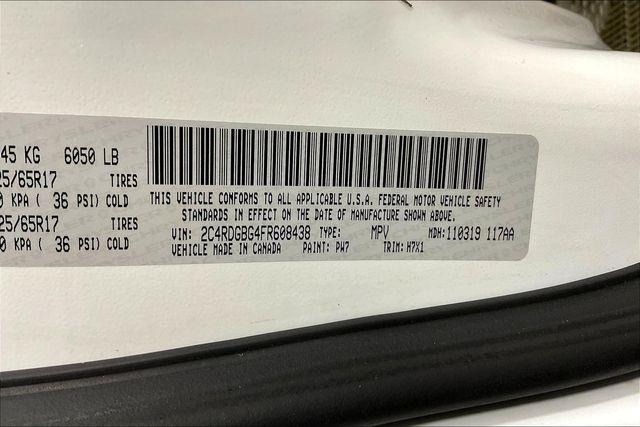 45 KG 6050 LB
25/65R17 TIRES
0 KPA ( 36 PSI) COLD
25/65R17 TIRES
0 KPA ( 36 PSI) COLD
THIS VEHICLE CONFORMS TO ALL APPLICABLE U.S.A. FEDERAL MOTOR VEHICLE SAFETY
STANDARDS IN EFFECT ON THE DATE OF MANUFACTURE SHOWN ABOVE.
VIN: 2C4RDGBG4FR608438 TYPE: MPV MDH: 110319 117AA
VEHICLE MADE IN CANADA PAINT: PW7 TRIM: H7X1